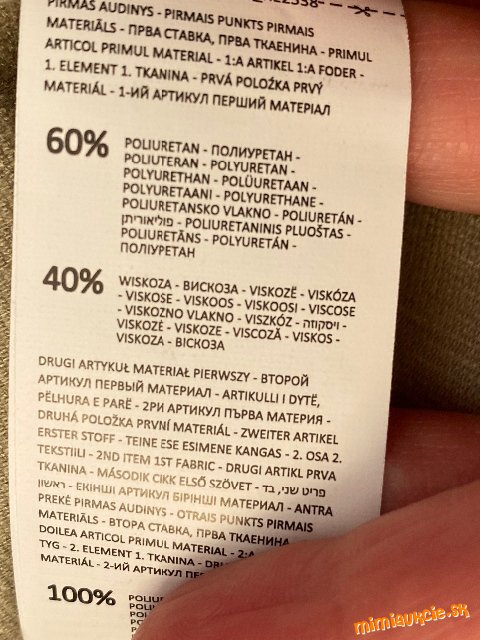 PIRMAS AUDINYS - PIRMAIS PUNKTS PIRMAIS
MATERIĀLS - ПРВА СТАВКА, ПРВА ТКАЕНИНА - PRIMUL
ARTICOL PRIMUL MATERIAL - 1:A ARTIKEL 1:A FODER -
1. ELEMENT 1. TKANINA - PRVÁ POLOŽKA PRVÝ
MATERIÁL - 1-ИЙ АРТИКУЛ ПЕРШИЙ МАТЕРІАЛ
60%
POLIURETAN - ПОЛИУРЕТАН -
POLIUTERAN - POLYURETAN -
POLYURETHAN - POLÜURETAAN -
POLYURETAANI - POLYURETHANE -
POLIURETANSKO VLAKNO - POLIURETÁN -
פוליאוריתן - POLIURETANINIS PLUOŠTAS -
POLIURETĀNS - POLYURETÁN -
ПОЛІУРЕТАН
40%
WISKOZA - ВИСКОЗА - VISKOZË - VISKÓZA
- VISKOSE - VISKOOS - VISKOOSI - VISCOSE
- VISKOZNO VLAKNO - VISZKÓZ - ויסקוזה -
VISKOZĖ - VISKOZE - VISCOZĂ - VISKOS -
VISKOZA - ВІСКОЗА
DRUGI ARTYKUŁ MATERIAŁ PIERWSZY - ВТОРОЙ
АРТИКУЛ ПЕРВЫЙ МАТЕРИАЛ - ARTIKULLI I DYTË,
PËLHURA E PARË - 2РИ АРТИКУЛ ПЪРВА МАТЕРИЯ -
DRUHÁ POLOŽKA PRVNÍ MATERIÁL - ZWEITER ARTIKEL
ERSTER STOFF - TEINE ESE ESIMENE KANGAS - 2. OSA 2.
TEKSTIILI - 2ND ITEM 1ST FABRIC - DRUGI ARTIKL PRVA
TKANINA - MÁSODIK CIKK ELSŐ SZÖVET - פריט שני, בד
ראשון - ЕКІНШІ АРТИКУЛ БІРІНШІ МАТЕРИАЛ - ANTRA
PREKĖ PIRMAS AUDINYS - OTRAIS PUNKTS PIRMAIS
MATERIĀLS - ВТОРА СТАВКА, ПРВА ТКАЕНИНА
DOILEA ARTICOL PRIMUL MATERIAL - 2:A
TYG - 2. ELEMENT 1. TKANINA -
MATERIÁL - 2-ИЙ АРТИКУЛ
100%
mimiaukcie.sk